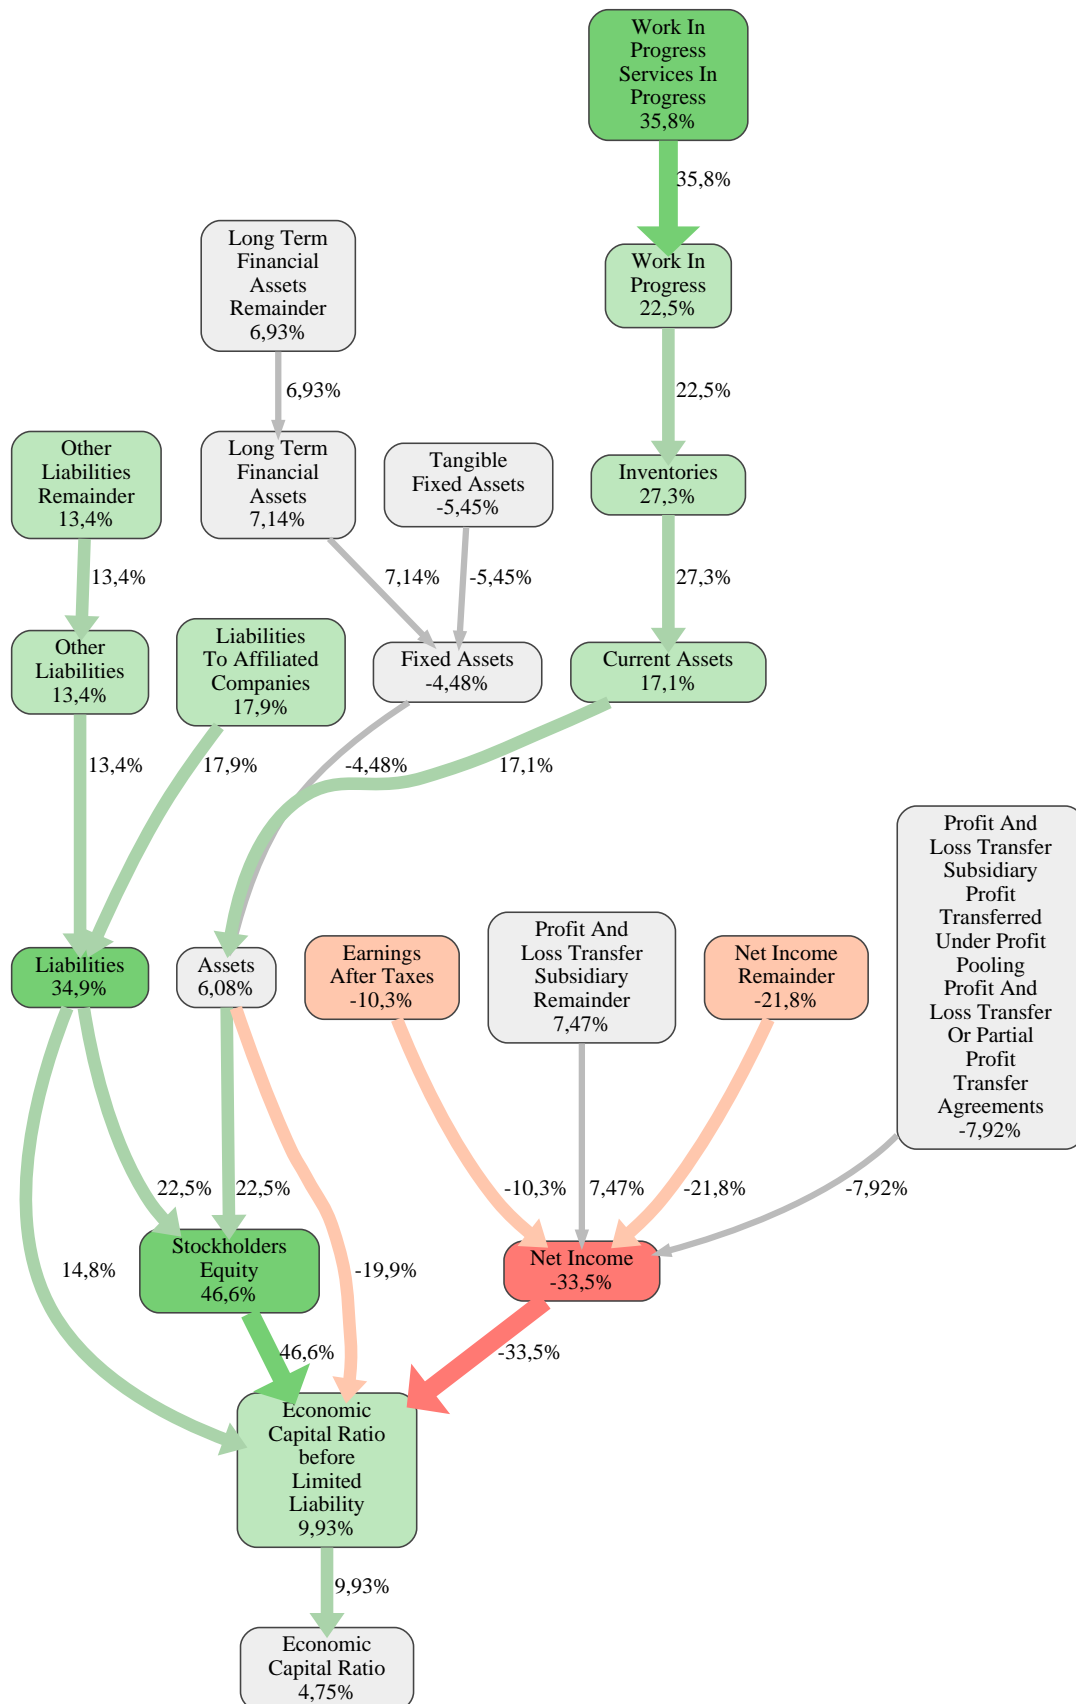 Work In
Progress
Services In
Progress
35,8%
35,8%
Long Term
Financial
Assets
Remainder
6,93%
Work In
Progress
22,5%
6,93%
22,5%
Other
Liabilities
Remainder
13,4%
Long Term
Financial
Assets
7,14%
Tangible
Fixed Assets
-5,45%
Inventories
27,3%
13,4%
7,14%
-5,45%
27,3%
Other
Liabilities
13,4%
Liabilities
To Affiliated
Companies
17,9%
Fixed Assets
-4,48%
Current Assets
17,1%
13,4%
17,9%
-4,48%
17,1%
Profit And
Loss Transfer
Subsidiary
Profit
Transferred
Under Profit
Pooling
Profit And
Loss Transfer
Or Partial
Profit
Transfer
Agreements
-7,92%
Liabilities
34,9%
Assets
6,08%
Earnings
After Taxes
-10,3%
Profit And
Loss Transfer
Subsidiary
Remainder
7,47%
Net Income
Remainder
-21,8%
22,5%
22,5%
-10,3%
7,47%
-21,8%
-7,92%
14,8%
Stockholders
Equity
46,6%
-19,9%
Net Income
-33,5%
46,6%
-33,5%
Economic
Capital Ratio
before
Limited
Liability
9,93%
9,93%
Economic
Capital Ratio
4,75%